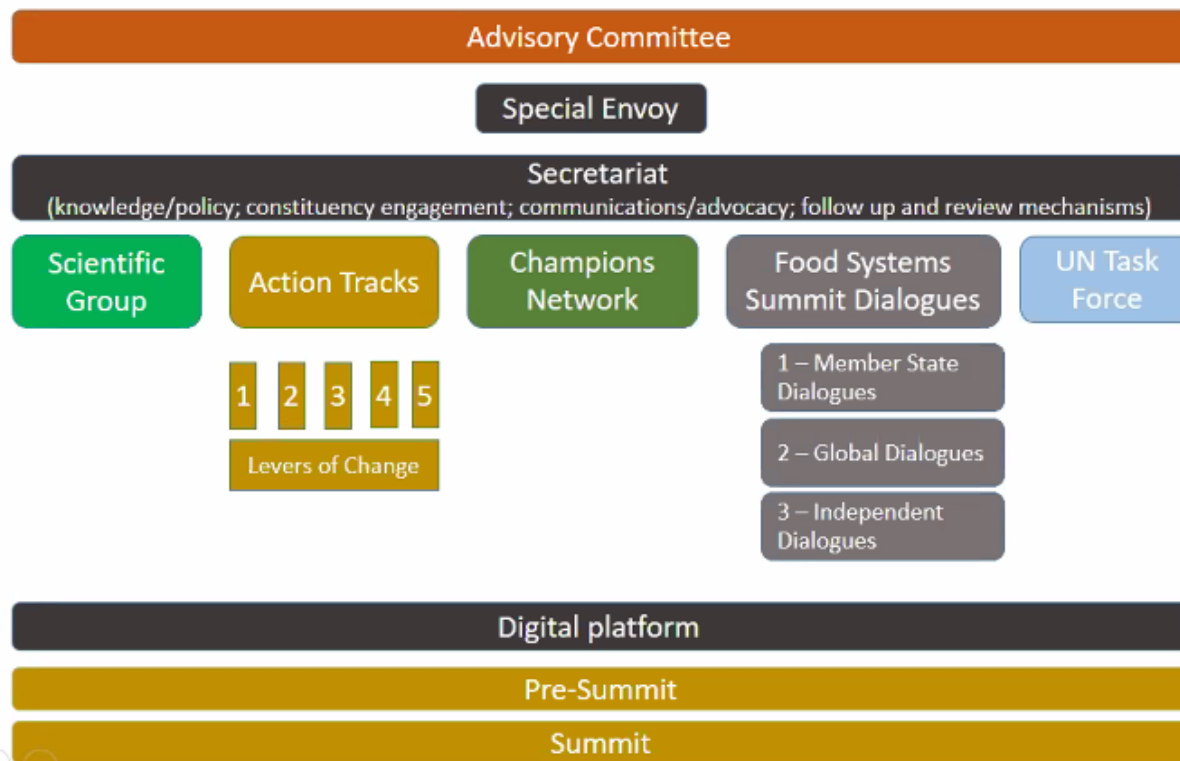 Advisory Committee
Special Envoy
Secretariat
(knowledge/policy; constituency engagement; communications/advocacy; follow up and review mechanisms)
Scientific
Group
Action Tracks
Champions
Network
Food Systems
Summit Dialogues
UN Task
Force
1
2
3
4
5
Levers of Change
1 – Member State
Dialogues
2 – Global Dialogues
3 – Independent
Dialogues
Digital platform
Pre-Summit
Summit